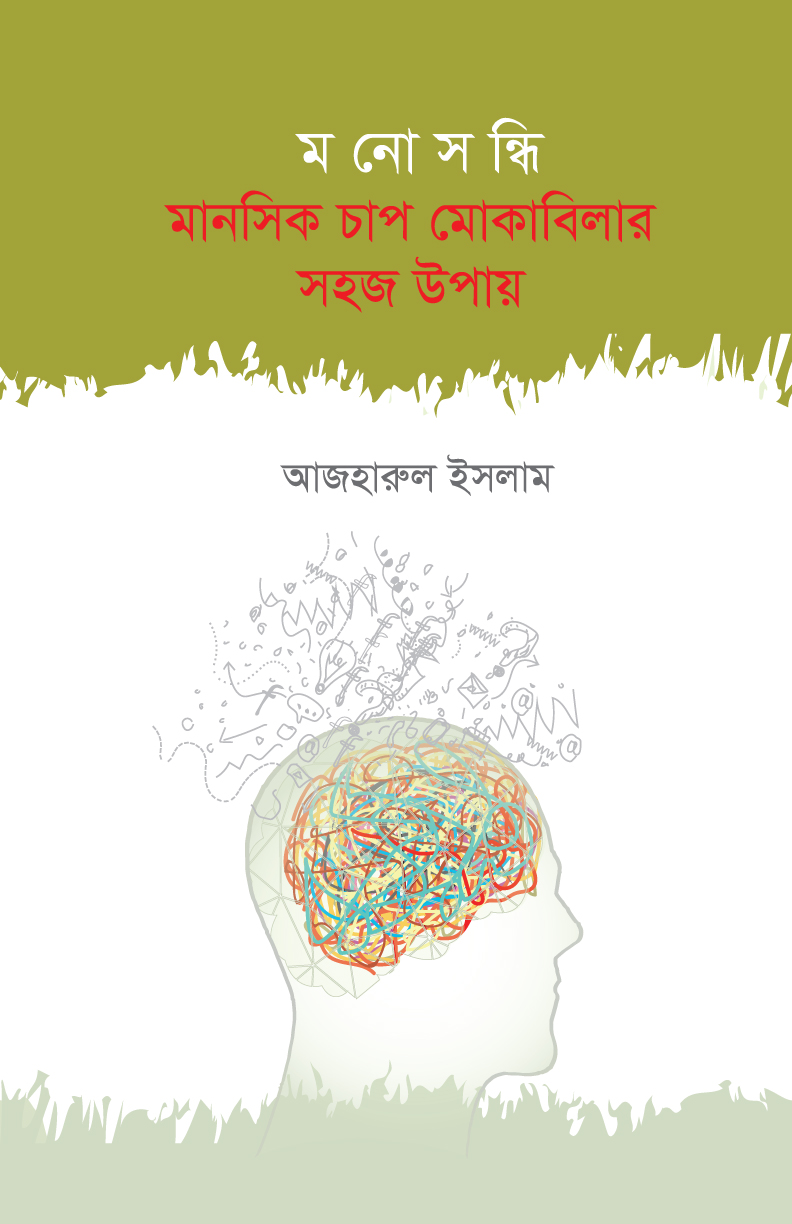 ম নো স ন্ধি
মানসিক চাপ মোকাবিলার
সহজ উপায়
আজহারুল ইসলাম